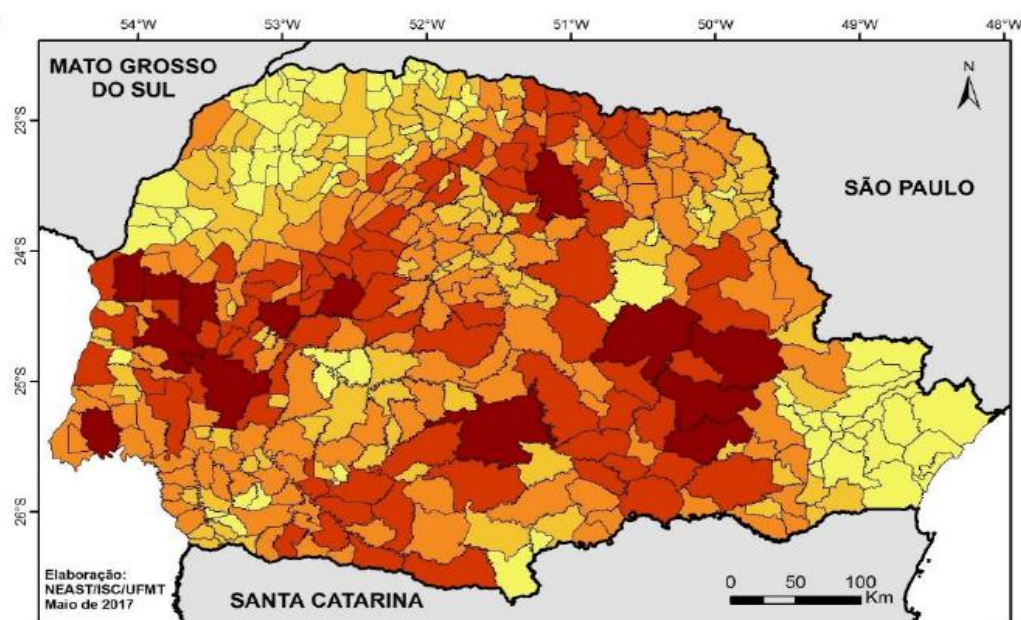 54°W 53°W 52°W 51°W 50°W 49°W 48°W
MATO GROSSO
DO SUL
N
23°S
SÃO PAULO
24°S
25°S
26°S
Elaboração:
NEAST/ISC/UFMT
Maio de 2017
SANTA CATARINA
0 50 100
Km